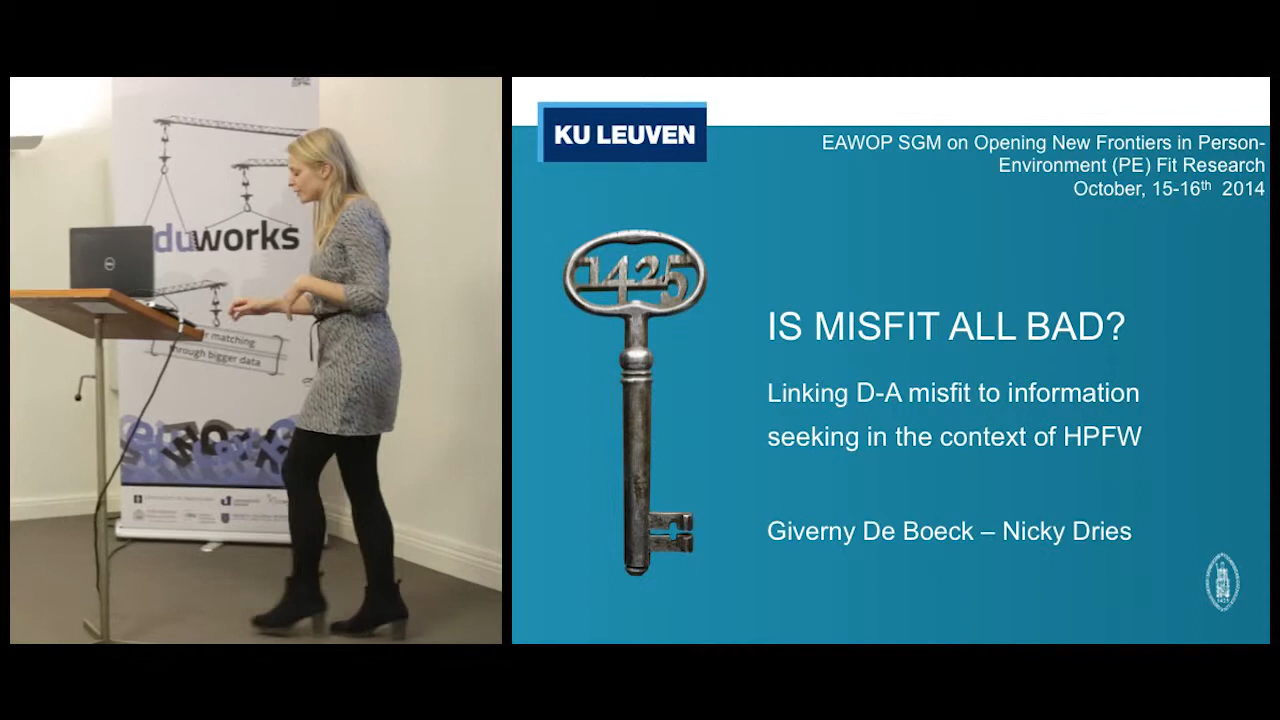 duworks
matching
through bigger data
KU LEUVEN
EAWOP SGM on Opening New Frontiers in Person-
Environment (PE) Fit Research
October, 15-16th 2014
1425
IS MISFIT ALL BAD?
Linking D-A misfit to information
seeking in the context of HPFW
Giverny De Boeck – Nicky Dries